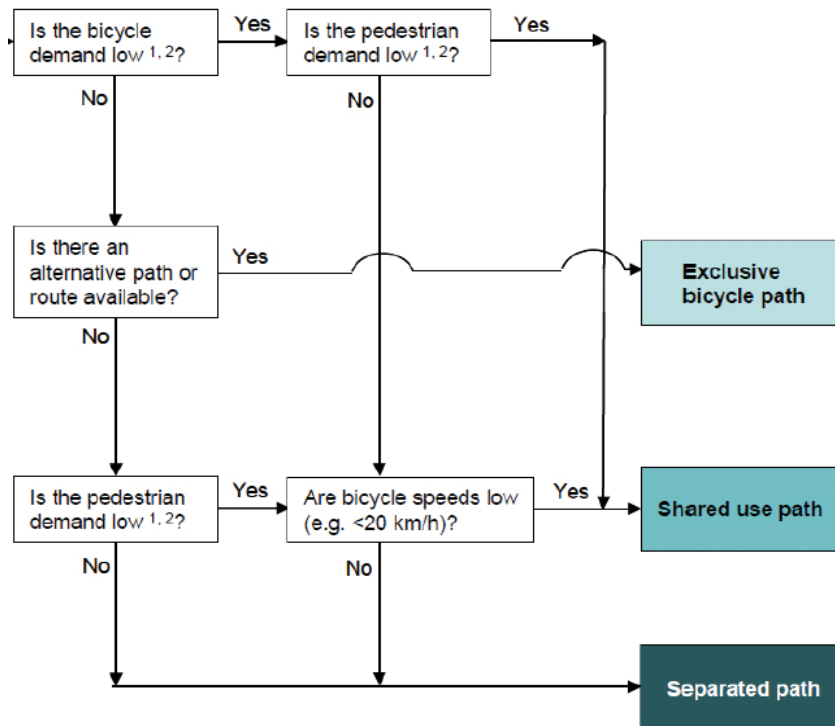 Is the bicycle
demand low 1, 2?
Yes
Is the pedestrian
demand low 1, 2?
Yes
No
No
Is there an
alternative path or
route available?
Yes
Exclusive
bicycle path
No
Is the pedestrian
demand low 1, 2?
Yes
Are bicycle speeds low
(e.g. <20 km/h)?
Yes
Shared use path
No
No
Separated path